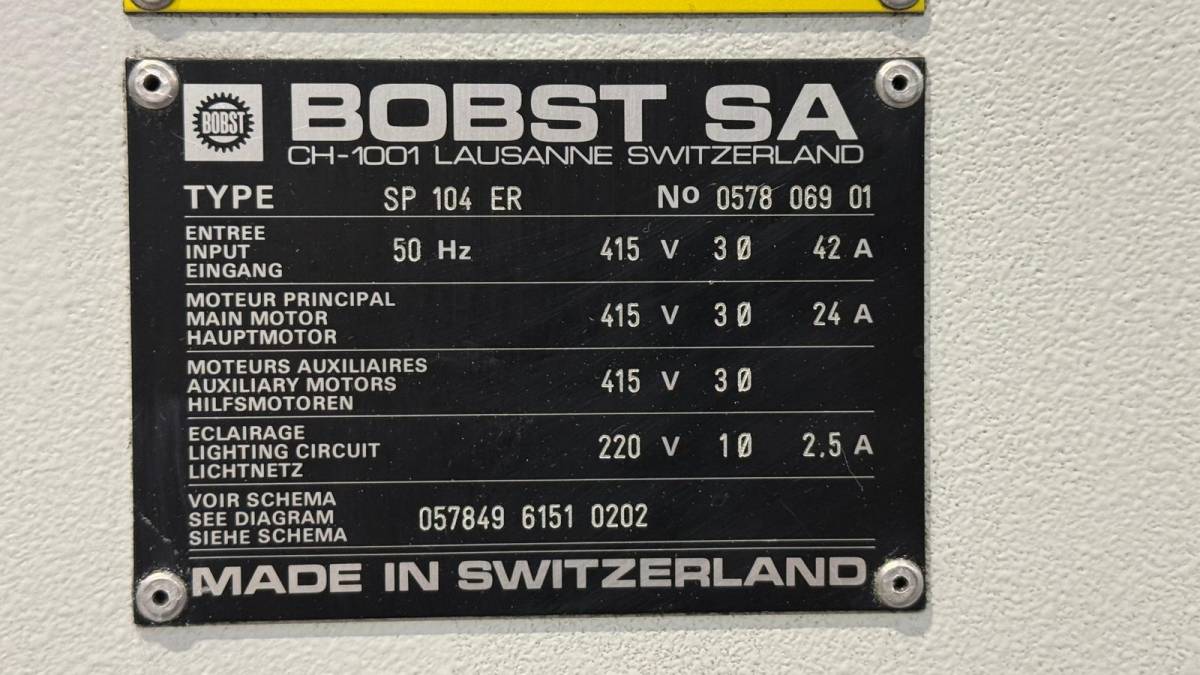 BOBST
BOBST SA
CH-1001 LAUSANNE SWITZERLAND
TYPE SP 104 ER No 0578 069 01
ENTREE
INPUT 50 Hz 415 V 3Ø 42 A
EINGANG
MOTEUR PRINCIPAL
MAIN MOTOR 415 V 3Ø 24 A
HAUPTMOTOR
MOTEURS AUXILIAIRES
AUXILIARY MOTORS 415 V 3Ø
HILFSMOTOREN
ECLAIRAGE
LIGHTING CIRCUIT 220 V 1Ø 2.5 A
LICHTNETZ
VOIR SCHEMA
SEE DIAGRAM 057849 6151 0202
SIEHE SCHEMA
MADE IN SWITZERLAND